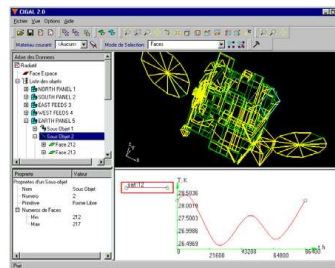 CIGAL 2.0
Fichier Vue Options Aide
Matériau courant <Aucun> Mode de Sélection: Faces
Arbre des Données
Radiatif
Face Espace
Liste des objets
NORTH PANEL 1
SOUTH PANEL 2
EAST FEEDS 3
WEST FEEDS 4
EARTH PANEL 5
Sous Objet 1
Sous Objet 2
Face 212
Face 213
Propriété Valeur
Propriétés d'un Sous-objet
Nom Sous Objet
Numéro 2
Primitive Forme Libre
Numéros de Faces
Min 212
Max 217
T: K
28.5036
28.0019
27.5003
26.9986
26.4969
21600 43200 64800 86400 t: h